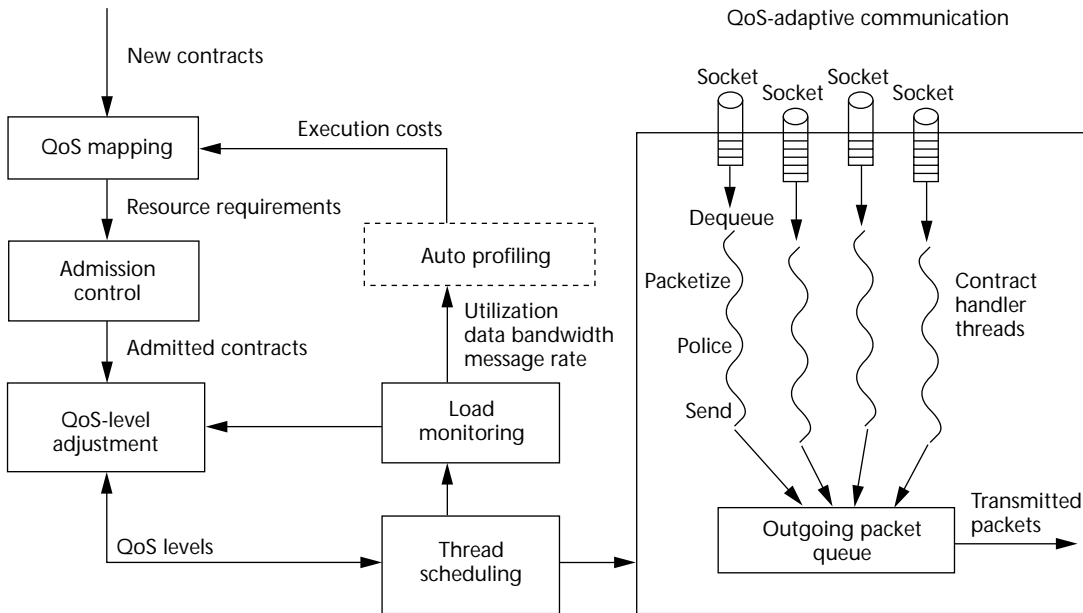 QoS-adaptive communication
New contracts
Socket
Socket
Socket
Socket
Execution costs
QoS mapping
Resource requirements
Dequeue
Auto profiling
Admission
control
Packetize
Contract
handler
threads
Utilization
data bandwidth
message rate
Admitted contracts
Police
QoS-level
adjustment
Load
monitoring
Send
Transmitted
packets
Outgoing packet
queue
QoS levels
Thread
scheduling